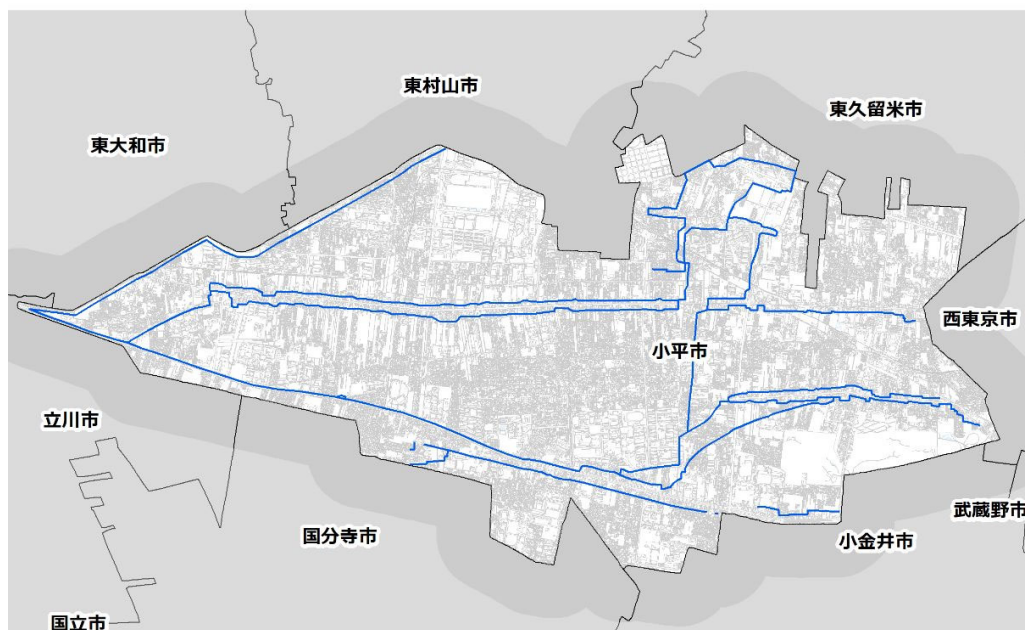 東村山市
東久留米市
東大和市
西東京市
小平市
立川市
武蔵野市
国分寺市
小金井市
国立市